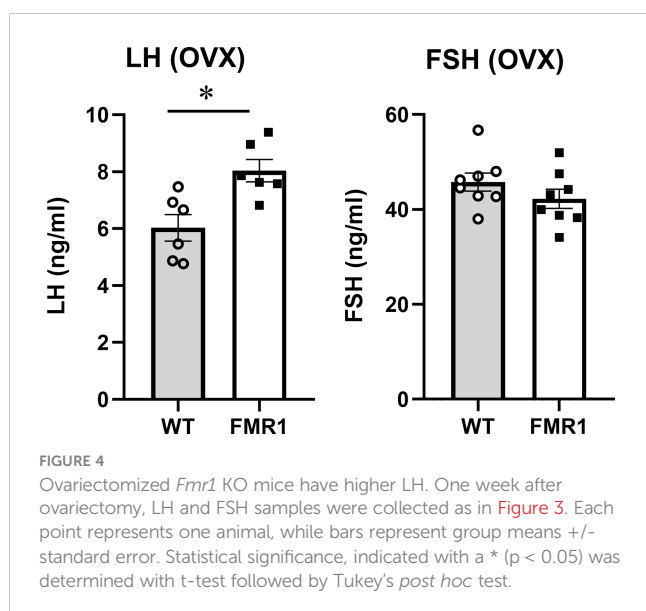 LH (OVX)
*
10
8
6
4
2
0
LH (ng/ml)
WT FMR1
FSH (OVX)
60
40
20
0
FSH (ng/ml)
WT FMR1
FIGURE 4
Ovariectomized Fmr1 KO mice have higher LH. One week after
ovariectomy, LH and FSH samples were collected as in Figure 3. Each
point represents one animal, while bars represent group means +/-
standard error. Statistical significance, indicated with a * (p < 0.05) was
determined with t-test followed by Tukey's post hoc test.